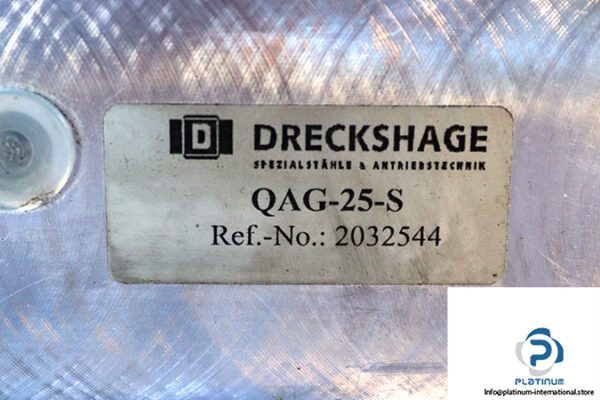 D DRECKSHAGE
SPEZIALSTÄHLE & ANTRIEBSTECHNIK
QAG-25-S
Ref.-No.: 2032544
P
PLATINUM
Info@platinum-international.store